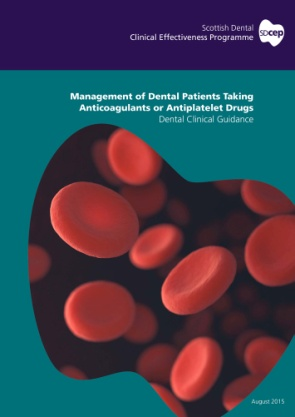 Scottish Dental
Clinical Effectiveness Programme
SDcep
Management of Dental Patients Taking
Anticoagulants or Antiplatelet Drugs
Dental Clinical Guidance
August 2015